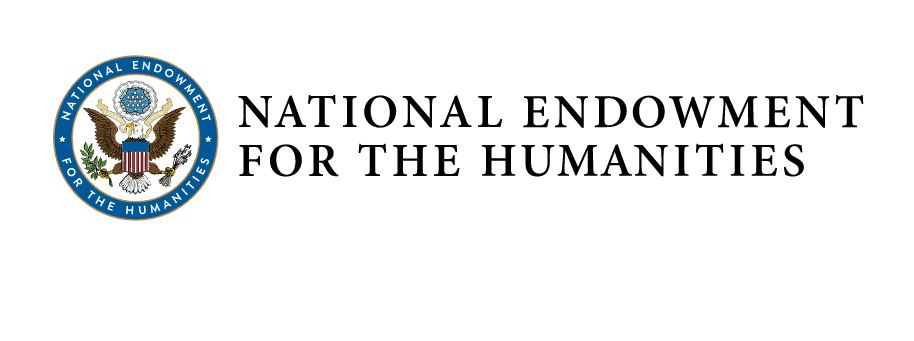 NATIONAL ENDOWMENT
FOR THE HUMANITIES
NATIONAL ENDOWMENT
FOR THE HUMANITIES